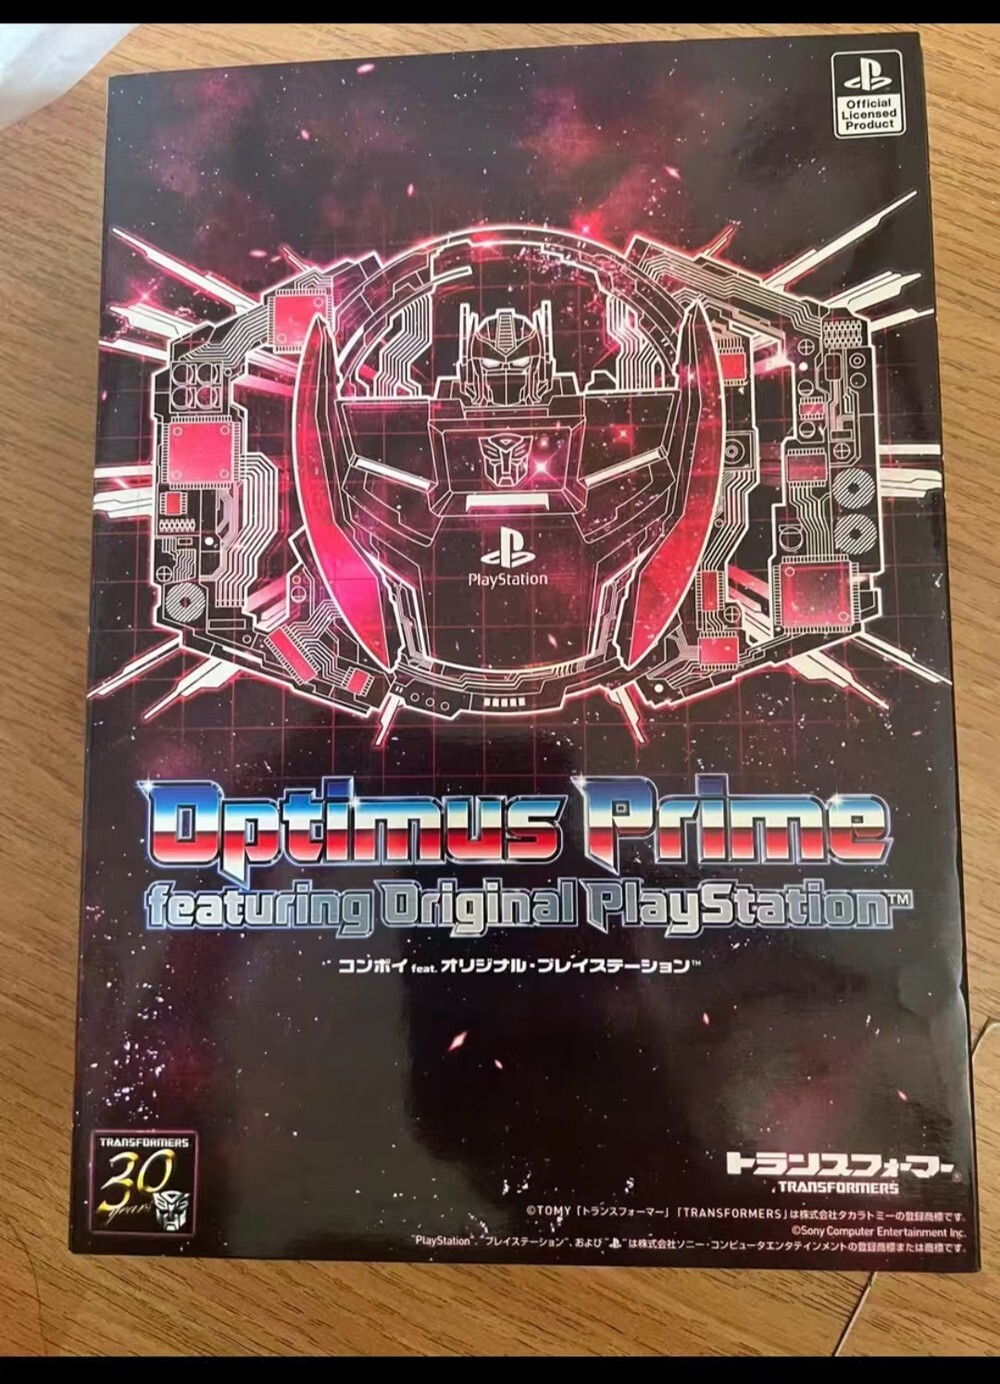 Official
Licensed
Product
PlayStation
Optimus Prime
featuring Original PlayStation™
コンボイ feat. オリジナル・プレイステーション™
TRANSFORMERS
30
Years
トランスフォーマー®
TRANSFORMERS
©TOMY 「トランスフォーマー」「TRANSFORMERS」は株式会社タカラトミーの登録商標です。
©Sony Computer Entertainment Inc.
"PlayStation"、"プレイステーション"、および" "は株式会社ソニー・コンピュータエンタテインメントの登録商標または商標です。